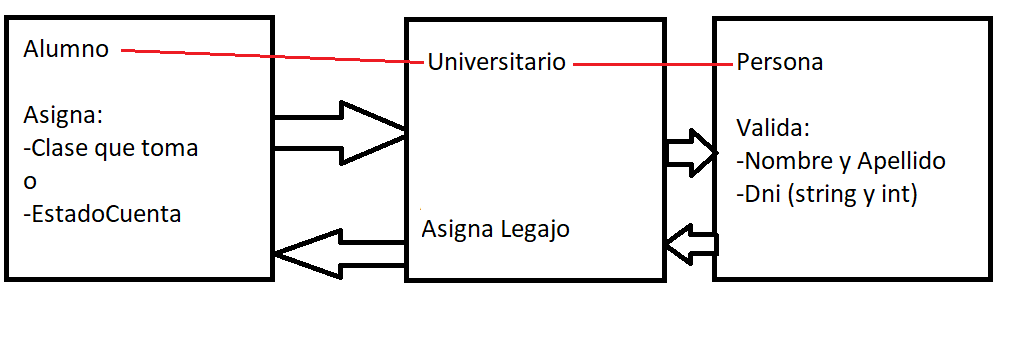 Alumno
Asigna:
-Clase que toma
o
-EstadoCuenta
Universitario
Asigna Legajo
Persona
Valida:
-Nombre y Apellido
-Dni (string y int)